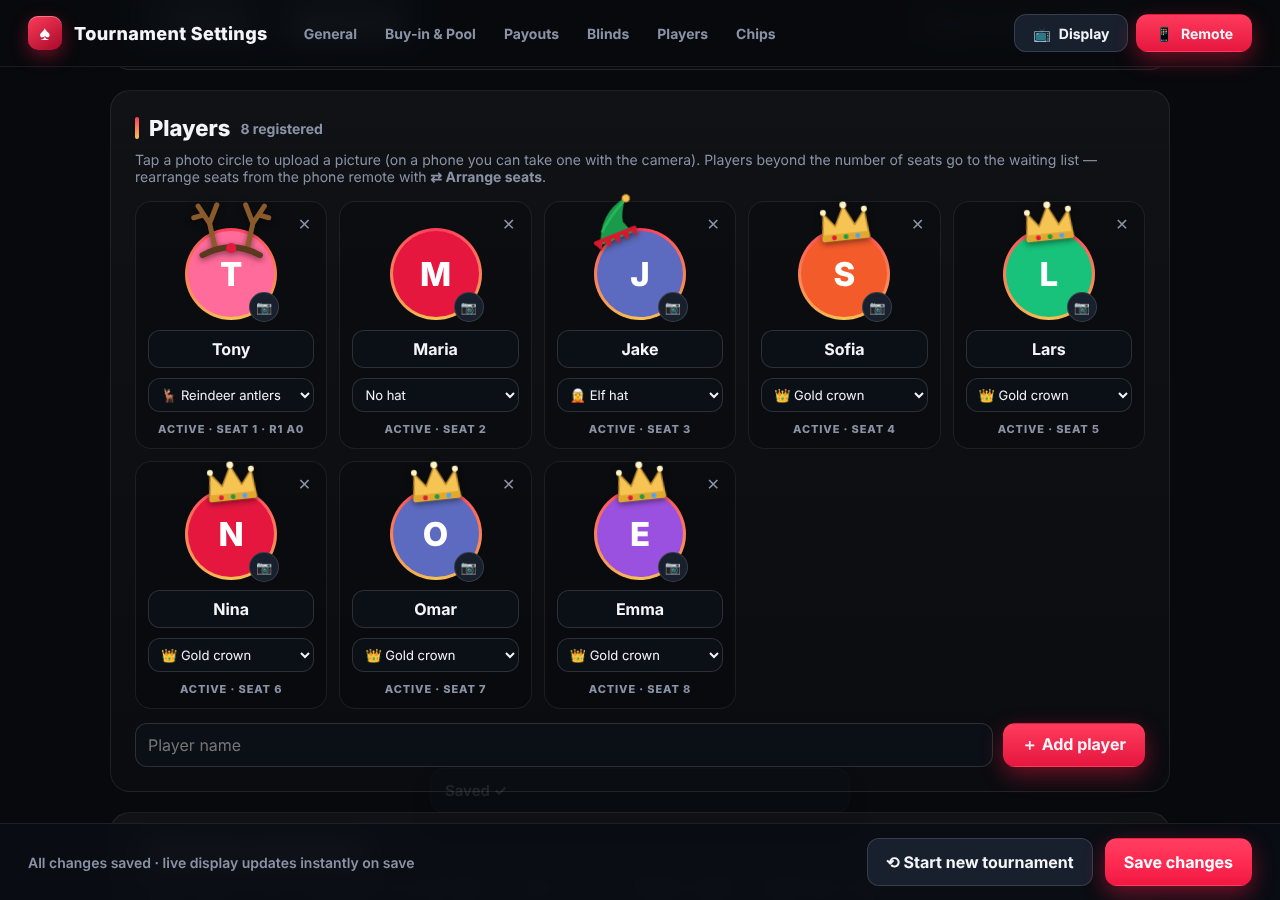 ♠ Tournament Settings General Buy-in & Pool Payouts Blinds Players Chips 📺 Display 📱 Remote
Players 8 registered
Tap a photo circle to upload a picture (on a phone you can take one with the camera). Players beyond the number of seats go to the waiting list —
rearrange seats from the phone remote with ⇄ Arrange seats.
✕ ✕ ✕ ✕ ✕
T M J S L
Tony Maria Jake Sofia Lars
🦌 Reindeer antlers No hat 🧝 Elf hat 👑 Gold crown 👑 Gold crown
ACTIVE · SEAT 1 · R1 A0 ACTIVE · SEAT 2 ACTIVE · SEAT 3 ACTIVE · SEAT 4 ACTIVE · SEAT 5
✕ ✕ ✕
N O E
Nina Omar Emma
👑 Gold crown 👑 Gold crown 👑 Gold crown
ACTIVE · SEAT 6 ACTIVE · SEAT 7 ACTIVE · SEAT 8
Player name + Add player
Saved ✓
All changes saved · live display updates instantly on save ⟲ Start new tournament Save changes